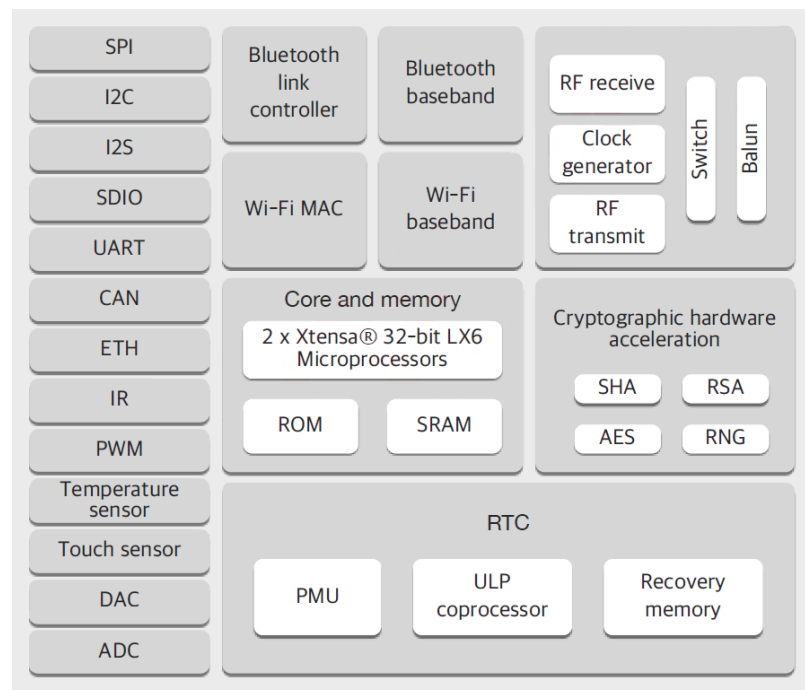 SPI
I2C
I2S
SDIO
UART
CAN
ETH
IR
PWM
Temperature
sensor
Touch sensor
DAC
ADC
Bluetooth
link
controller
Bluetooth
baseband
Wi-Fi MAC
Wi-Fi
baseband
RF receive
Clock
generator
RF
transmit
Switch
Balun
Core and memory
2 x Xtensa® 32-bit LX6
Microprocessors
ROM
SRAM
Cryptographic hardware
acceleration
SHA
RSA
AES
RNG
RTC
PMU
ULP
coprocessor
Recovery
memory